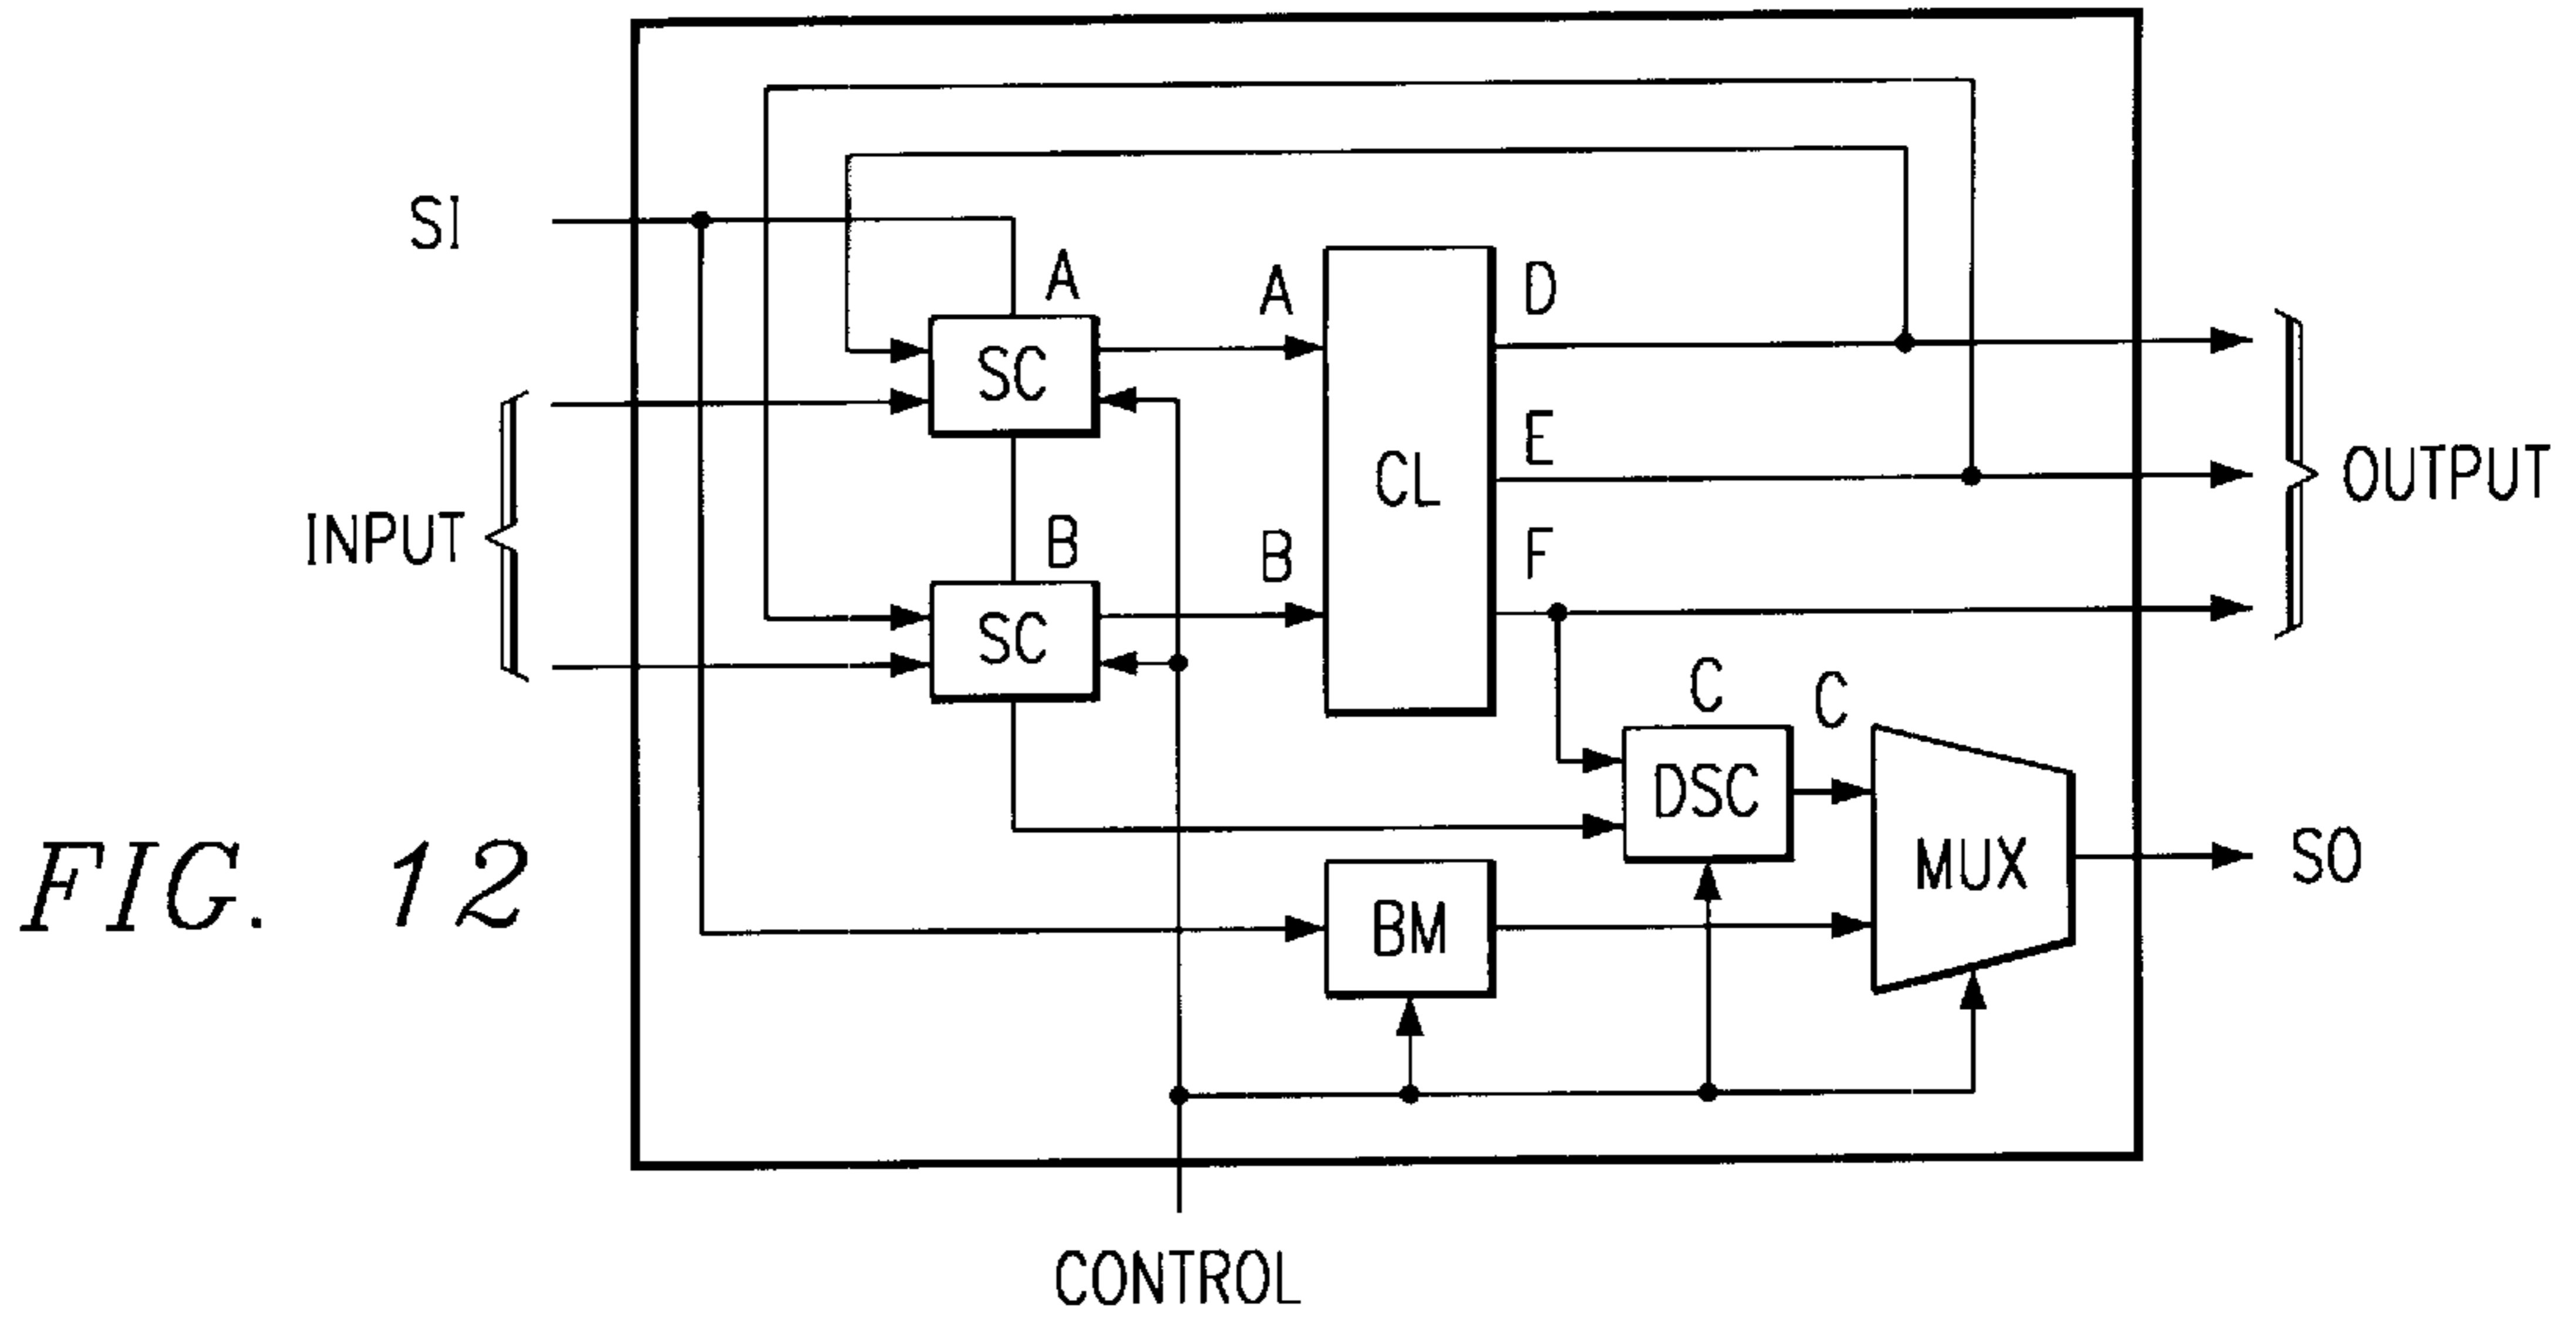 SI
A
A
D
SC
CL
E
INPUT
OUTPUT
B
B
F
SC
C
C
DSC
MUX
SO
BM
FIG. 12
CONTROL